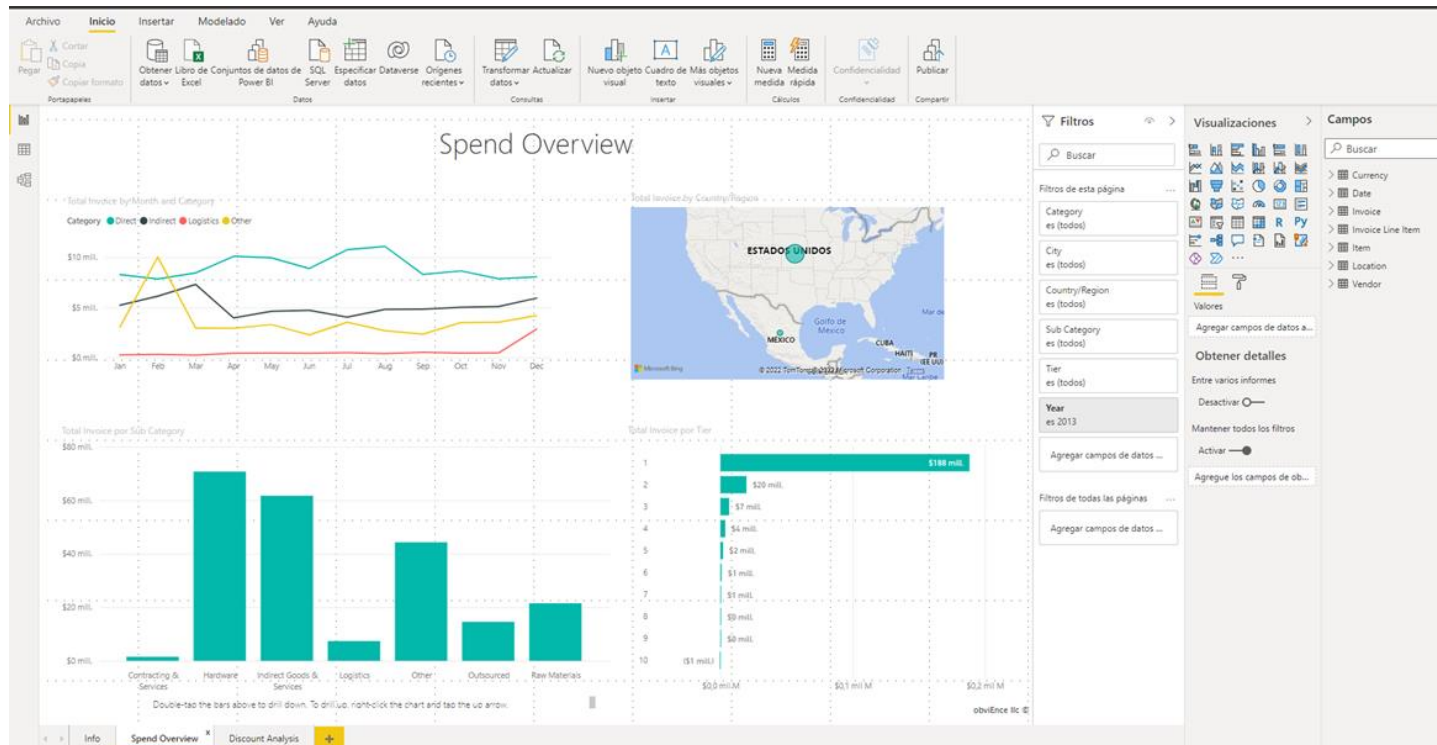 Archivo Inicio Insertar Modelado Ver Ayuda
Pegar
Cortar
Copia
Copiar formato
Portapapeles
Obtener datos
Libro de Excel
Conjuntos de datos de Power BI
SQL Server
Especificar datos
Dataverse
Orígenes recientes
Datos
Transformar datos
Actualizar
Consultas
Nuevo objeto visual
Cuadro de texto
Más objetos visuales
Insertar
Nueva medida
Medida rápida
Cálculos
Confidencialidad
Confidencialidad
Publicar
Compartir
Spend Overview
Total Invoice by Month and Category
Category Direct Indirect Logistics Other
$10 mill.
$5 mill.
$0 mill.
Jan Feb Mar Apr May Jun Jul Aug Sep Oct Nov Dec
Total Invoice by Country/Region
ESTADOS UNIDOS
Golfo de México
MÉXICO
CUBA
HAITÍ
PR
(EE UU)
Mar de
Mar Caribe
Microsoft Bing
© 2022 TomTom, © 2022 Microsoft Corporation Terms
Total Invoice por Sub Category
$80 mill.
$60 mill.
$40 mill.
$20 mill.
$0 mill.
Contracting & Services
Hardware
Indirect Goods & Services
Logistics
Other
Outsourced
Raw Materials
Double-tap the bars above to drill down. To drill up, right-click the chart and tap the up arrow.
Total Invoice por Tier
1 $188 mill.
2 $20 mill.
3 $7 mill.
4 $4 mill.
5 $2 mill.
6 $1 mill.
7 $1 mill.
8 $0 mill.
9 $0 mill.
10 ($1 mill.)
$0,0 mil M $0,1 mil M $0,2 mil M
obviEnce llc ©
Filtros
Buscar
Filtros de esta página ...
Category
es (todos)
City
es (todos)
Country/Region
es (todos)
Sub Category
es (todos)
Tier
es (todos)
Year
es 2013
Agregar campos de datos ...
Filtros de todas las páginas ...
Agregar campos de datos ...
Visualizaciones
R Py
Valores
Agregar campos de datos a...
Obtener detalles
Entre varios informes
Desactivar
Mantener todos los filtros
Activar
Agregue los campos de ob...
Campos
Buscar
Currency
Date
Invoice
Invoice Line Item
Item
Location
Vendor
Info Spend Overview x Discount Analysis +